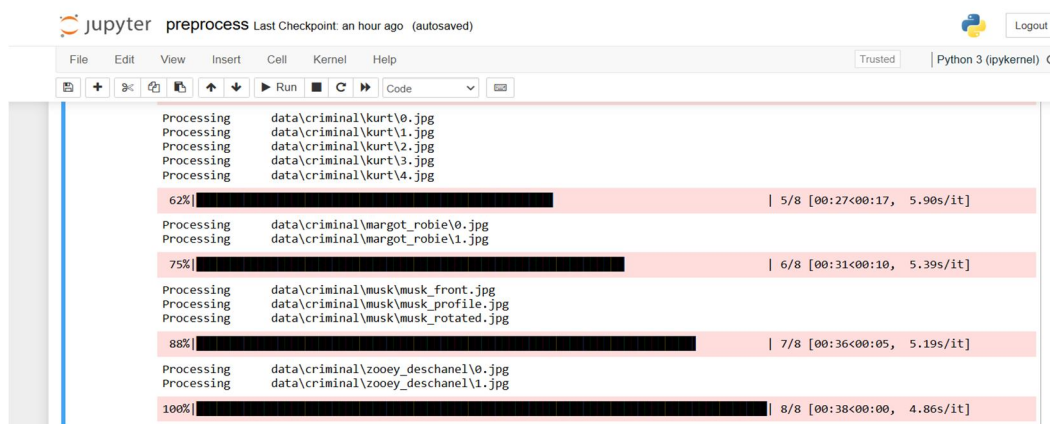 jupyter preprocess Last Checkpoint: an hour ago (autosaved) Logout
File Edit View Insert Cell Kernel Help Trusted Python 3 (ipykernel)
Run Code
Processing data\criminal\kurt\0.jpg
Processing data\criminal\kurt\1.jpg
Processing data\criminal\kurt\2.jpg
Processing data\criminal\kurt\3.jpg
Processing data\criminal\kurt\4.jpg
62%| | 5/8 [00:27<00:17, 5.90s/it]
Processing data\criminal\margot_robie\0.jpg
Processing data\criminal\margot_robie\1.jpg
75%| | 6/8 [00:31<00:10, 5.39s/it]
Processing data\criminal\musk\musk_front.jpg
Processing data\criminal\musk\musk_profile.jpg
Processing data\criminal\musk\musk_rotated.jpg
88%| | 7/8 [00:36<00:05, 5.19s/it]
Processing data\criminal\zooey_deschanel\0.jpg
Processing data\criminal\zooey_deschanel\1.jpg
100%| | 8/8 [00:38<00:00, 4.86s/it]